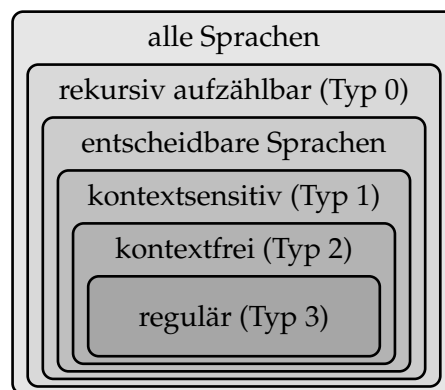 alle Sprachen
rekursiv aufzählbar (Typ 0)
entscheidbare Sprachen
kontextsensitiv (Typ 1)
kontextfrei (Typ 2)
regulär (Typ 3)